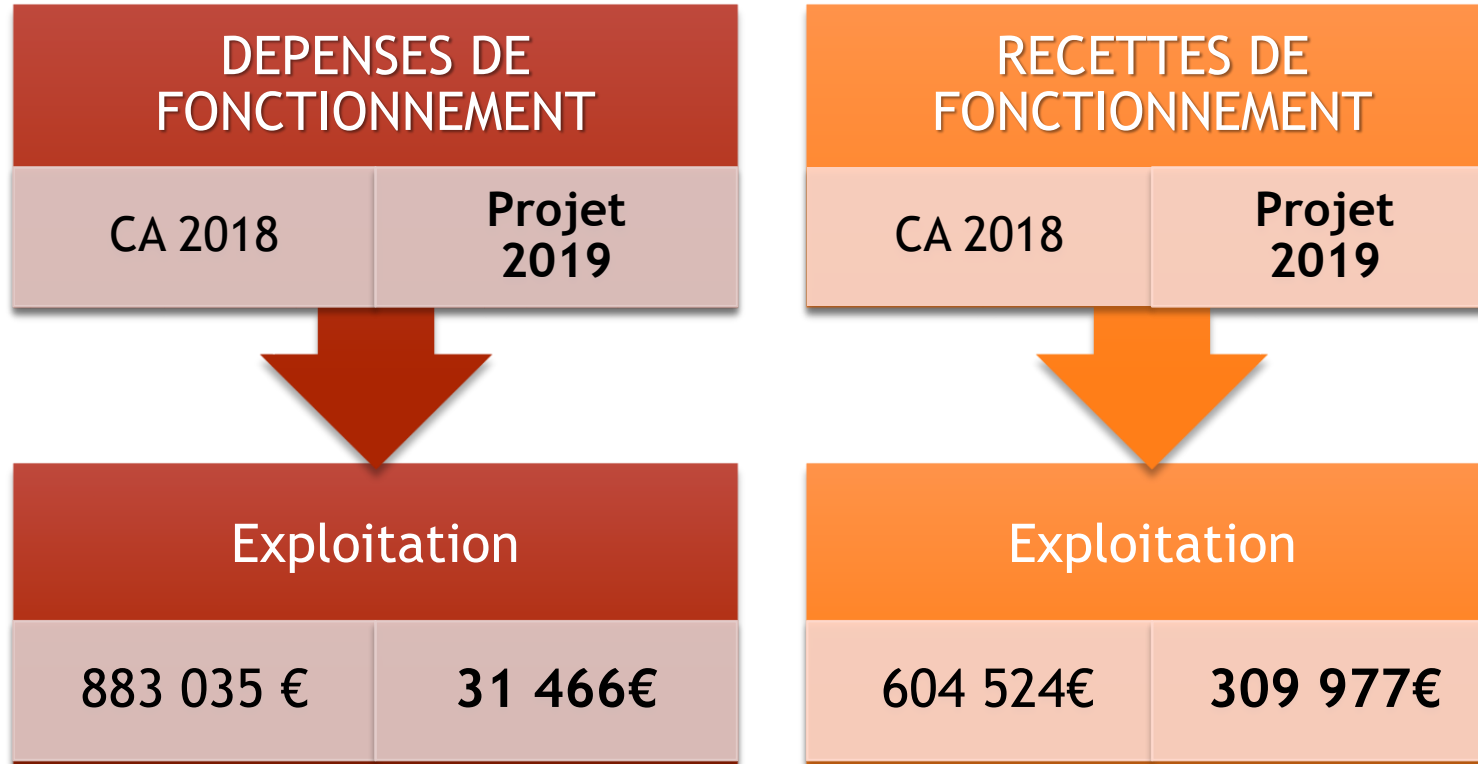 DEPENSES DE
FONCTIONNEMENT
CA 2018
Projet
2019
Exploitation
883 035 €
31 466€
RECETTES DE
FONCTIONNEMENT
CA 2018
Projet
2019
Exploitation
604 524€
309 977€